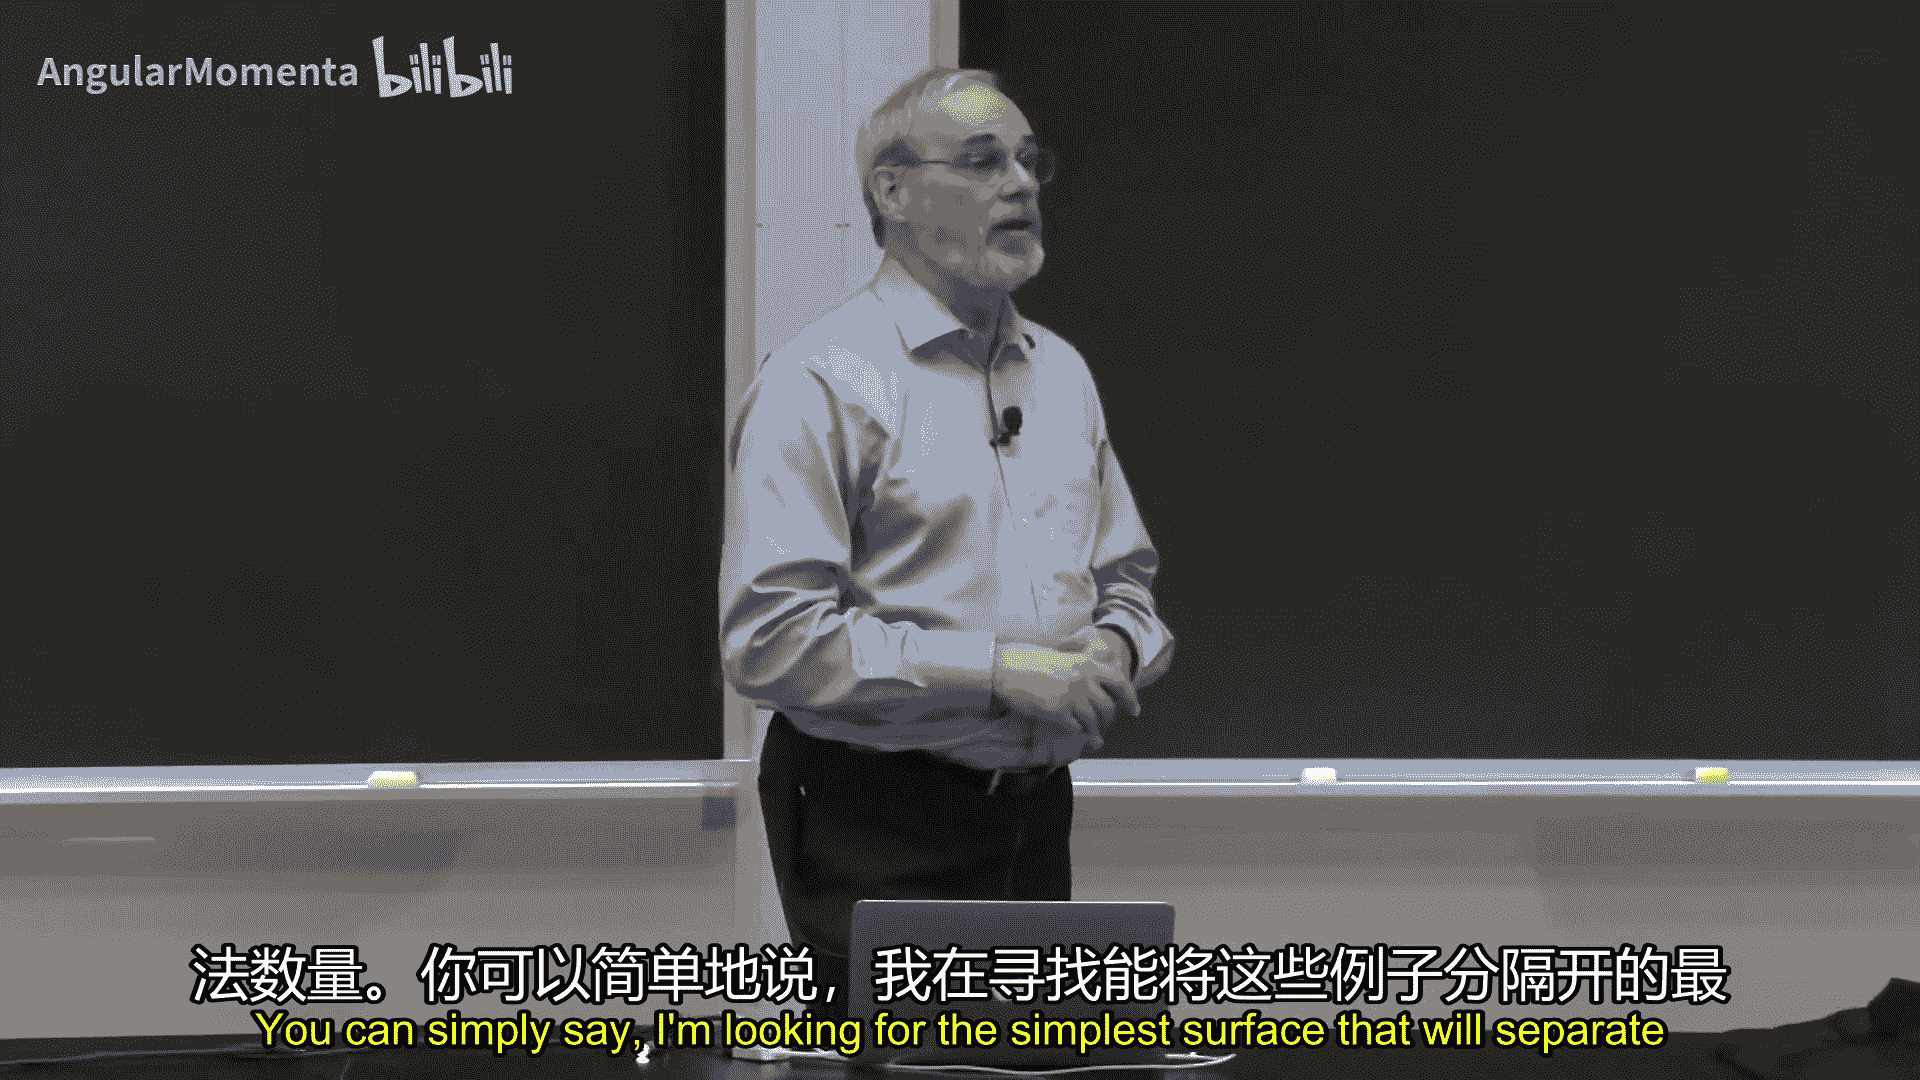 AngularMomenta bilibili
法数量。你可以简单地说，我在寻找能将这些例子分隔开的最
You can simply say, I'm looking for the simplest surface that will separate